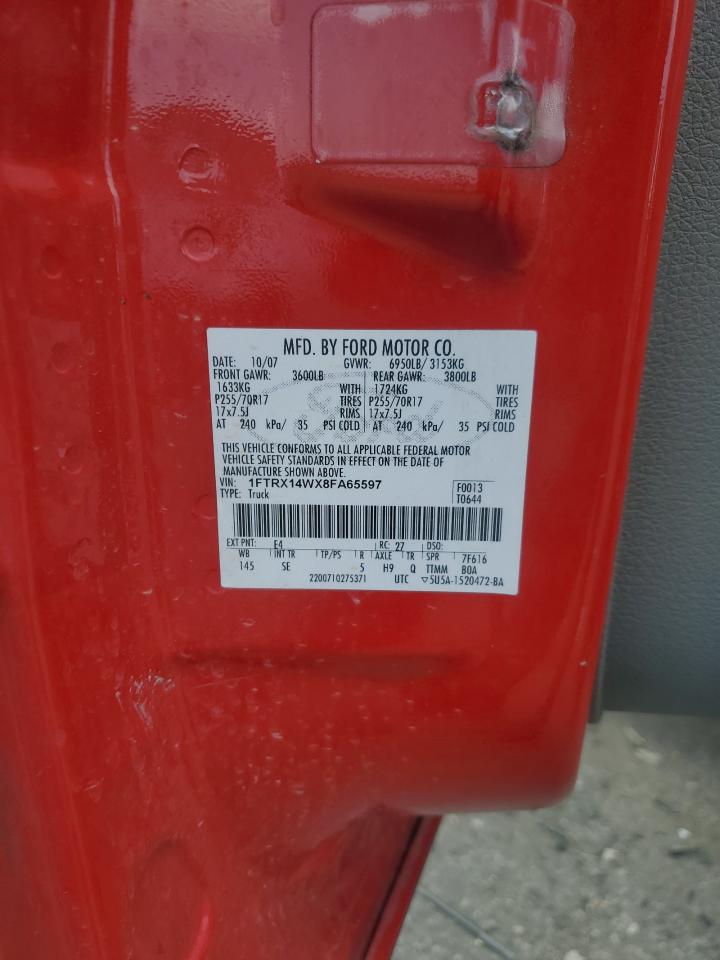 MFD. BY FORD MOTOR CO.
DATE: 10/07 GVWR: 6950LB/ 3153KG
FRONT GAWR: 3600LB REAR GAWR: 3800LB
1633KG WITH 1724KG WITH
P255/70R17 TIRES P255/70R17 TIRES
17x7.5J RIMS 17x7.5J RIMS
AT 240 kPa/ 35 PSI COLD AT 240 kPa/ 35 PSI COLD
Ford
THIS VEHICLE CONFORMS TO ALL APPLICABLE FEDERAL MOTOR
VEHICLE SAFETY STANDARDS IN EFFECT ON THE DATE OF
MANUFACTURE SHOWN ABOVE.
VIN: 1FTRX14WX8FA65597 F0013
TYPE: Truck T0644
EXT PNT: E4 RC: 27 DSO:
WB INT TR TP/PS R AXLE TR SPR 7F616
145 SE 5 H9 Q TTMM BOA
2200710275371 UTC ▽5U5A-1520472-BA